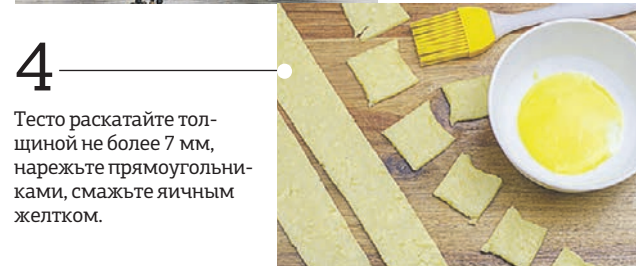 4
Тесто раскатайте тол-
щиной не более 7 мм,
нарежьте прямоугольни-
ками, смажьте яичным
желтком.